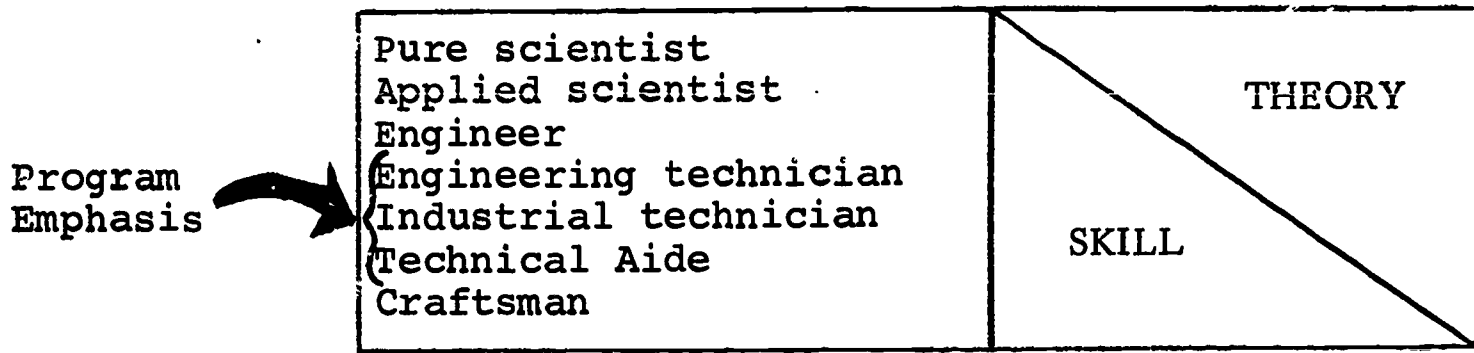 Program
Emphasis
Pure scientist
Applied scientist
Engineer
Engineering technician
Industrial technician
Technical Aide
Craftsman
THEORY
SKILL